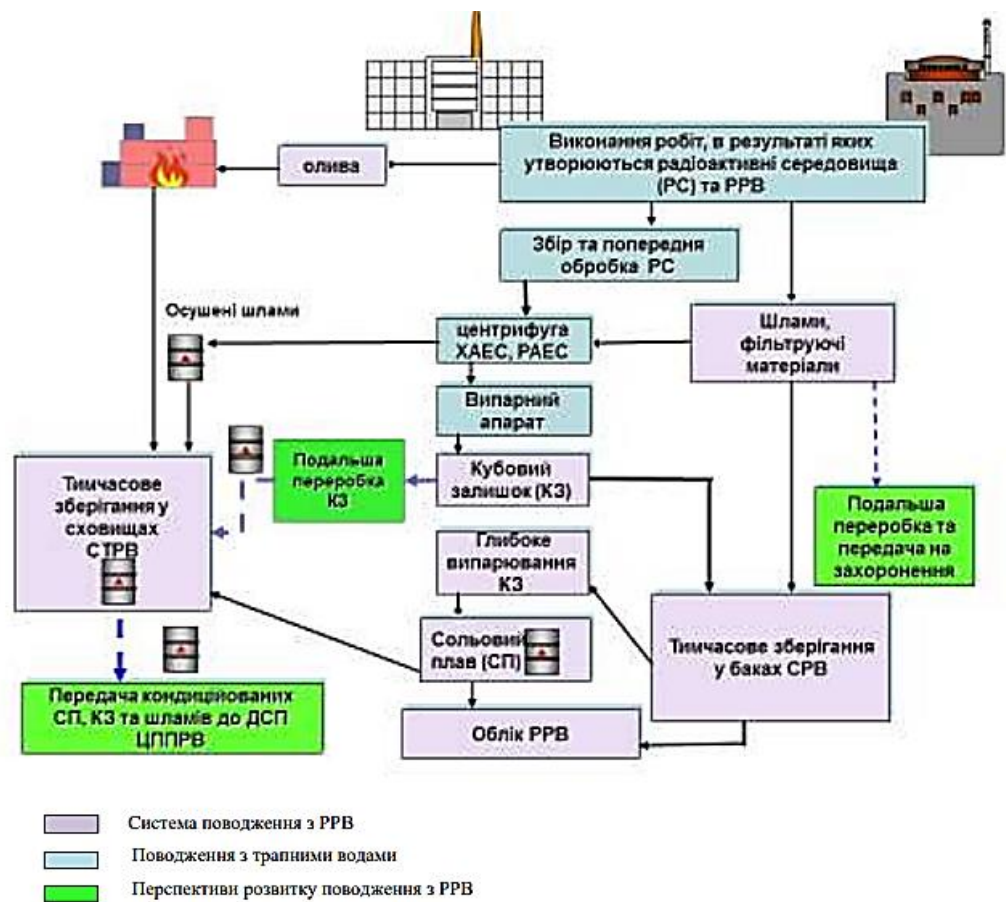 Виконання робіт, в результаті яких
утворюються радіоактивні середовища
(РС) та РРВ
олива
Збір та попередня
обробка РС
Осушені шлами
центрифуга
ХАЕС, РАЕС
Шлами,
фільтруючі
матеріали
Випарний
апарат
Тимчасове
зберігання у
сховищах
СТРВ
Подальша
переробка
КЗ
Кубовий
залишок (КЗ)
Подальша
переробка та
передача на
захоронення
Глибоке
випарювання
КЗ
Сольовий
плав (СП)
Тимчасове зберігання
у баках СРВ
Передача кондиційованих
СП, КЗ та шламів до ДСП
ЦППРВ
Облік РРВ
Система поводження з РРВ
Поводження з трапними водами
Перспективи розвитку поводження з РРВ